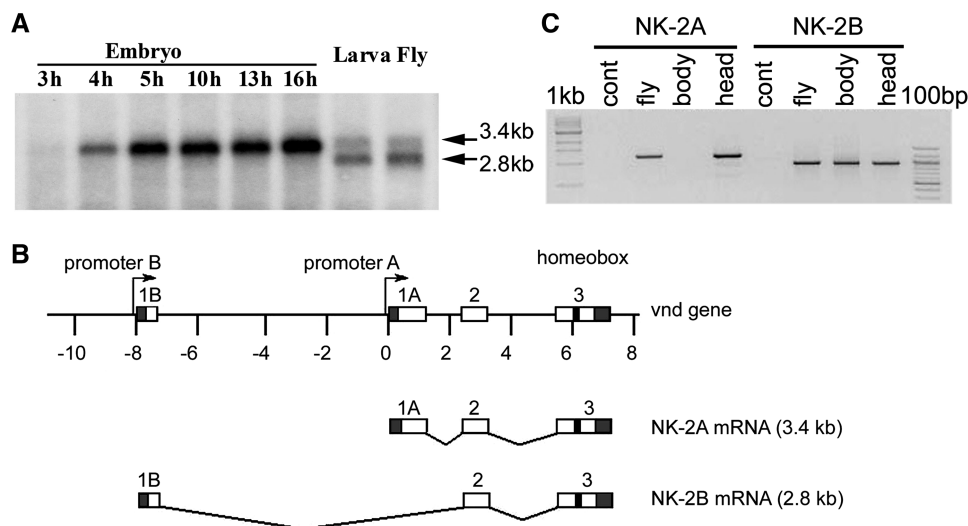 A
Embryo
Larva Fly
3h 4h 5h 10h 13h 16h
3.4kb
2.8kb
C
NK-2A NK-2B
1kb cont fly body head cont fly body head 100bp
B
promoter B promoter A homeobox
1B 1A 2 3 vnd gene
-10 -8 -6 -4 -2 0 2 4 6 8
1A 2 3
NK-2A mRNA (3.4 kb)
1B 2 3
NK-2B mRNA (2.8 kb)